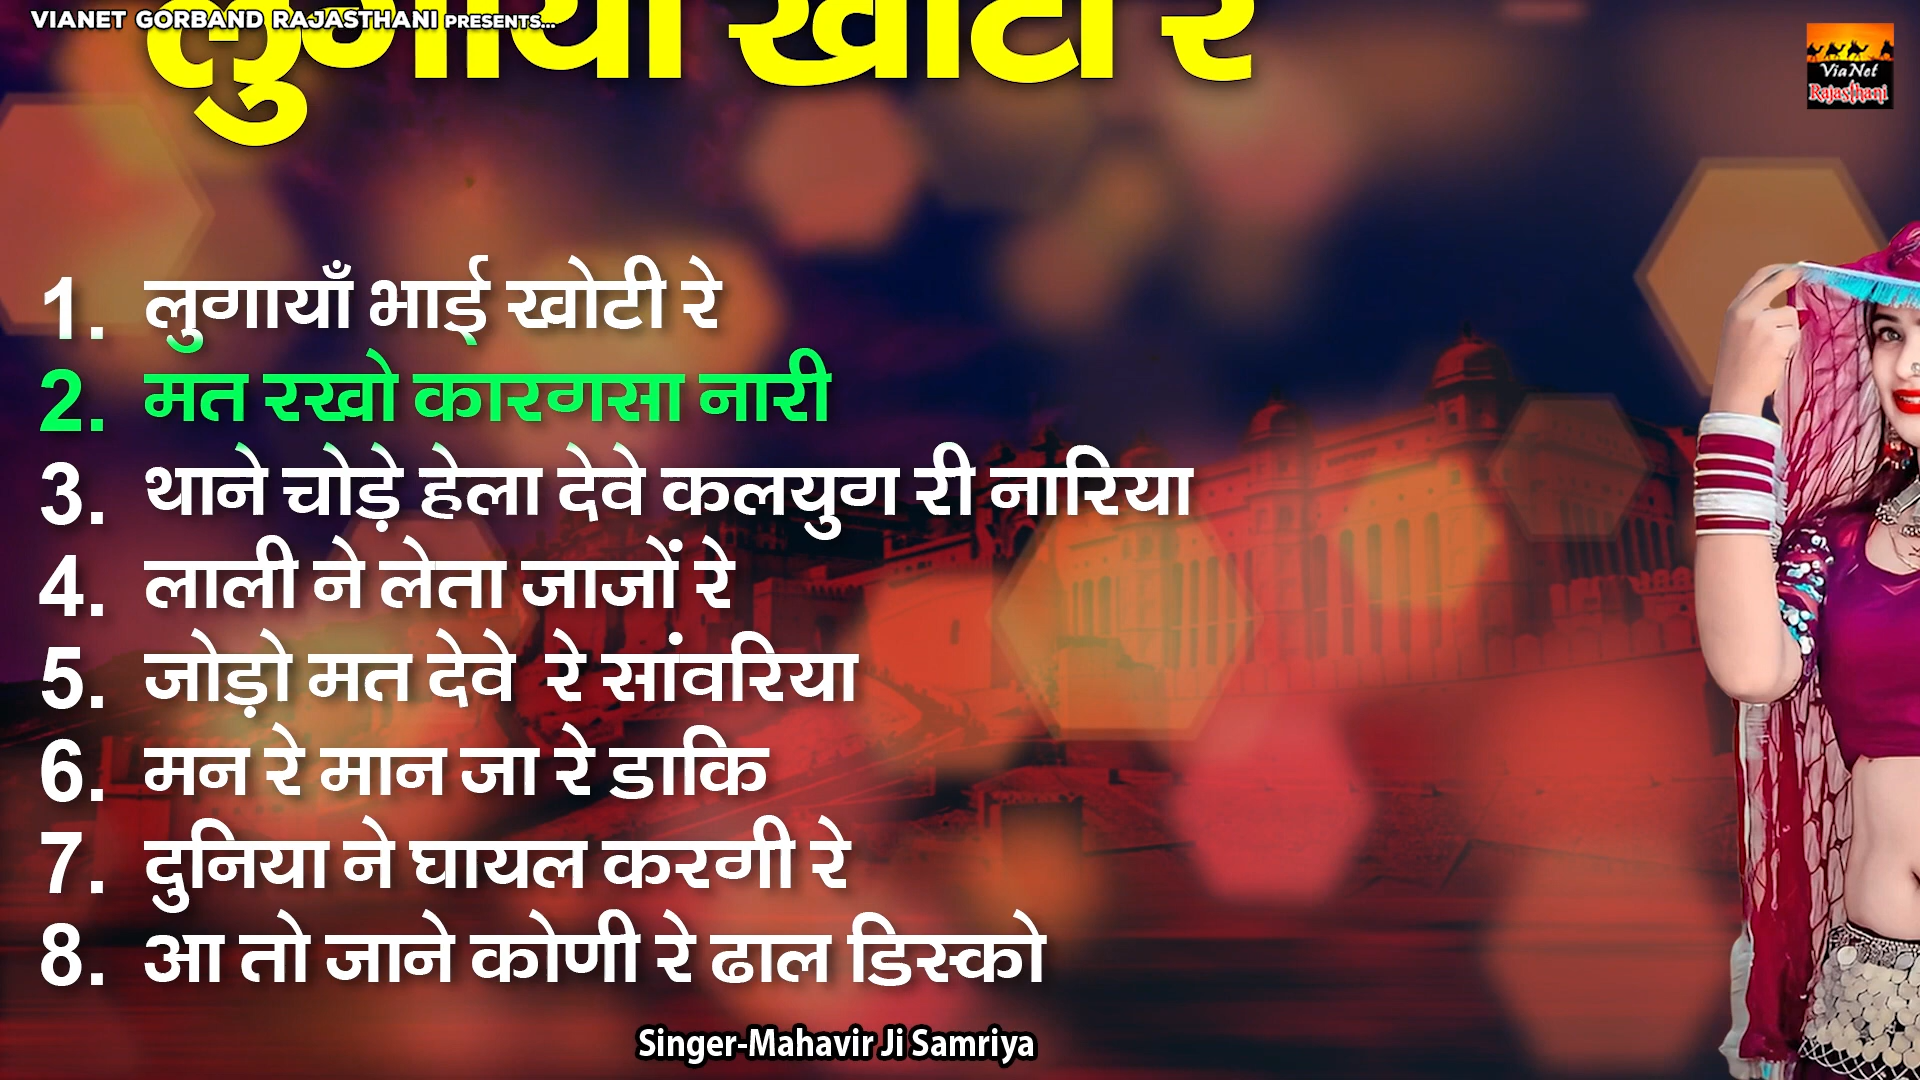 VIANET GORBAND RAJASTHANI PRESENTS...
लुगाया खोटी रे
ViaNet
Rajasthani
1. लुगायाँ भाई खोटी रे
2. मत रखो कारगसा नारी
3. थाने चोड़े हेला देवे कलयुग री नारिया
4. लाली ने लेता जाजों रे
5. जोड़ो मत देवे रे सांवरिया
6. मन रे मान जा रे डाकि
7. दुनिया ने घायल करगी रे
8. आ तो जाने कोणी रे ढाल डिस्को
Singer-Mahavir Ji Samriya